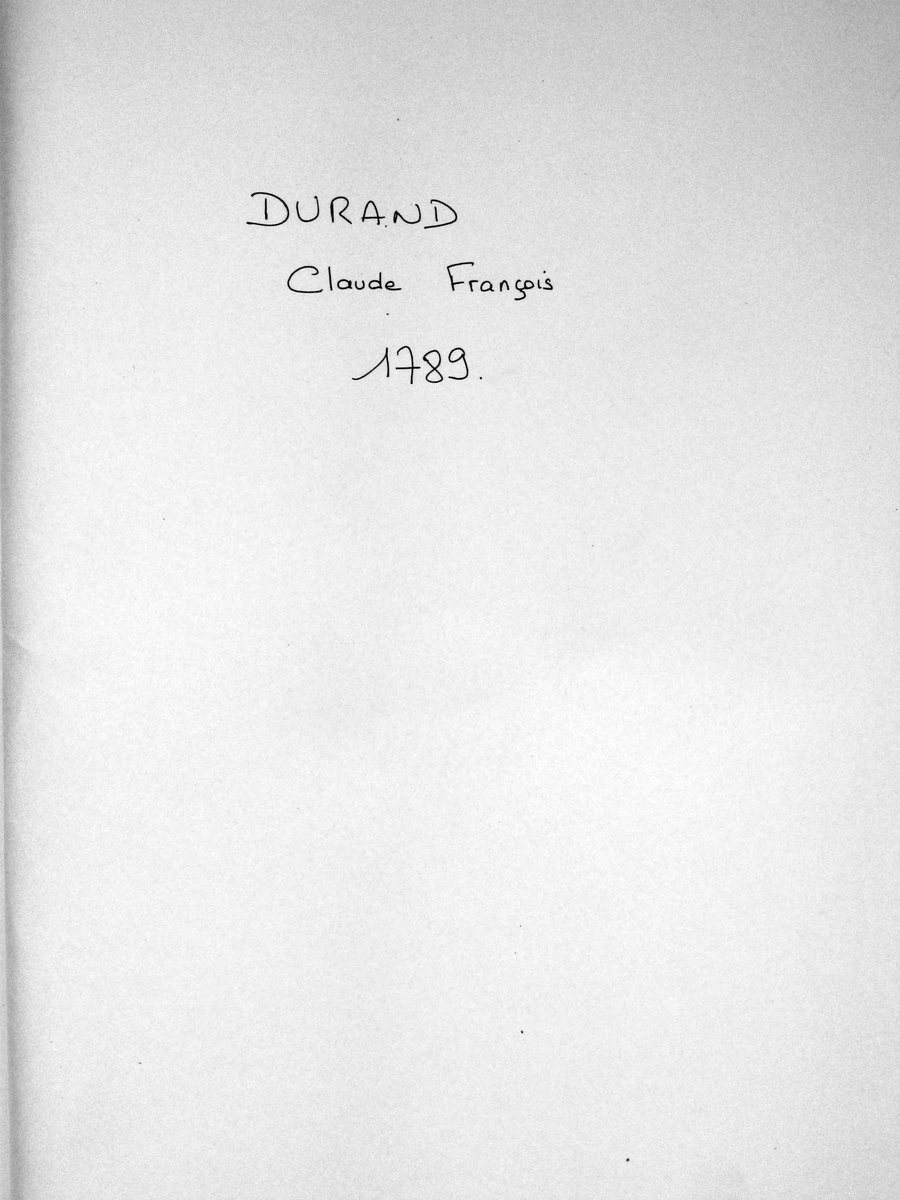 DURAND
Claude François
1789.